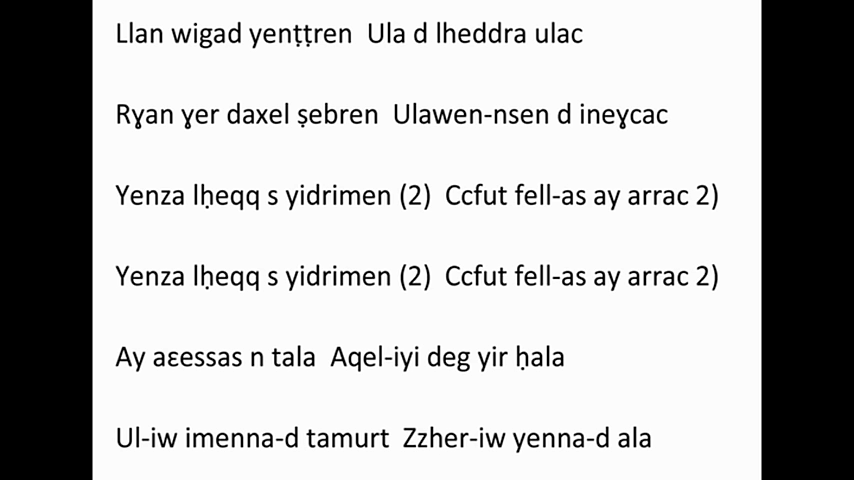 Llan wigad yenṭṭren  Ula d lheddra ulac
Rɣan ɣer daxel ṣebren  Ulawen-nsen d ineɣcac
Yenza lḥeqq s yidrimen (2)  Ccfut fell-as ay arrac 2)
Yenza lḥeqq s yidrimen (2)  Ccfut fell-as ay arrac 2)
Ay aɛessas n tala  Aqel-iyi deg yir ḥala
Ul-iw imenna-d tamurt  Zzher-iw yenna-d ala